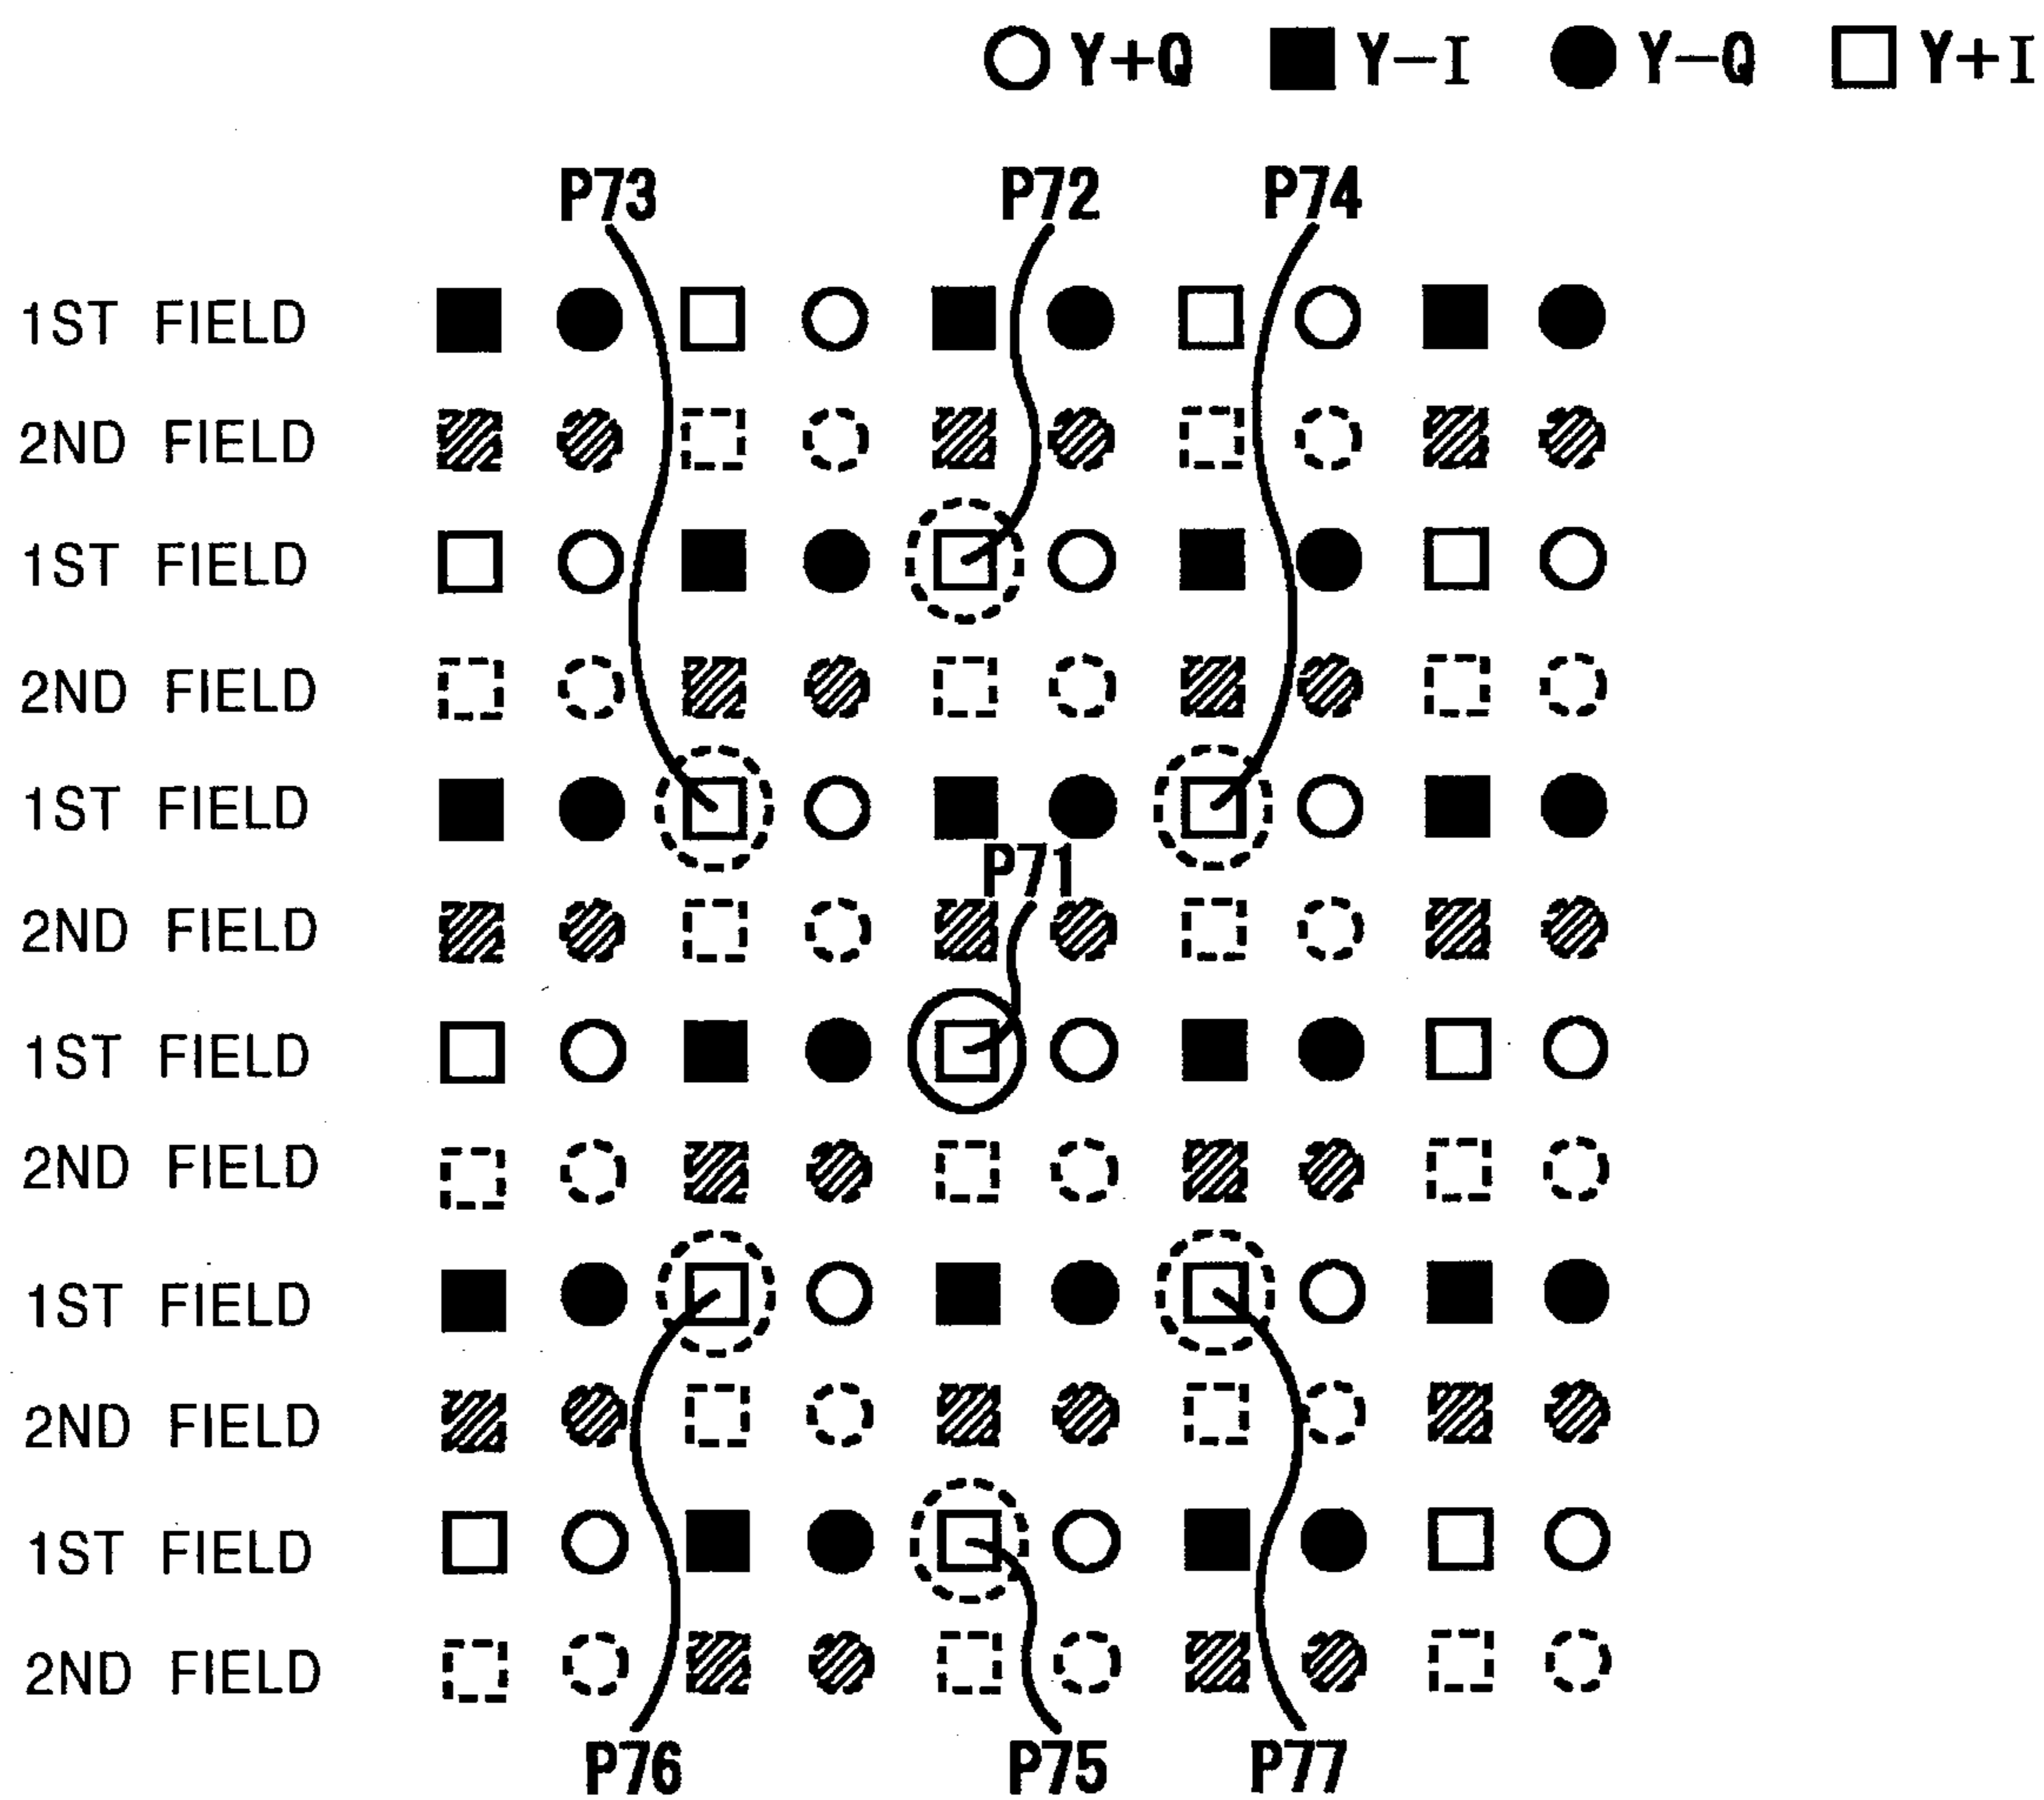 Y+Q Y−I Y−Q Y+I
P73 P72 P74
1ST FIELD
2ND FIELD
1ST FIELD
2ND FIELD
1ST FIELD
P71
2ND FIELD
1ST FIELD
2ND FIELD
1ST FIELD
2ND FIELD
1ST FIELD
2ND FIELD
P76 P75 P77